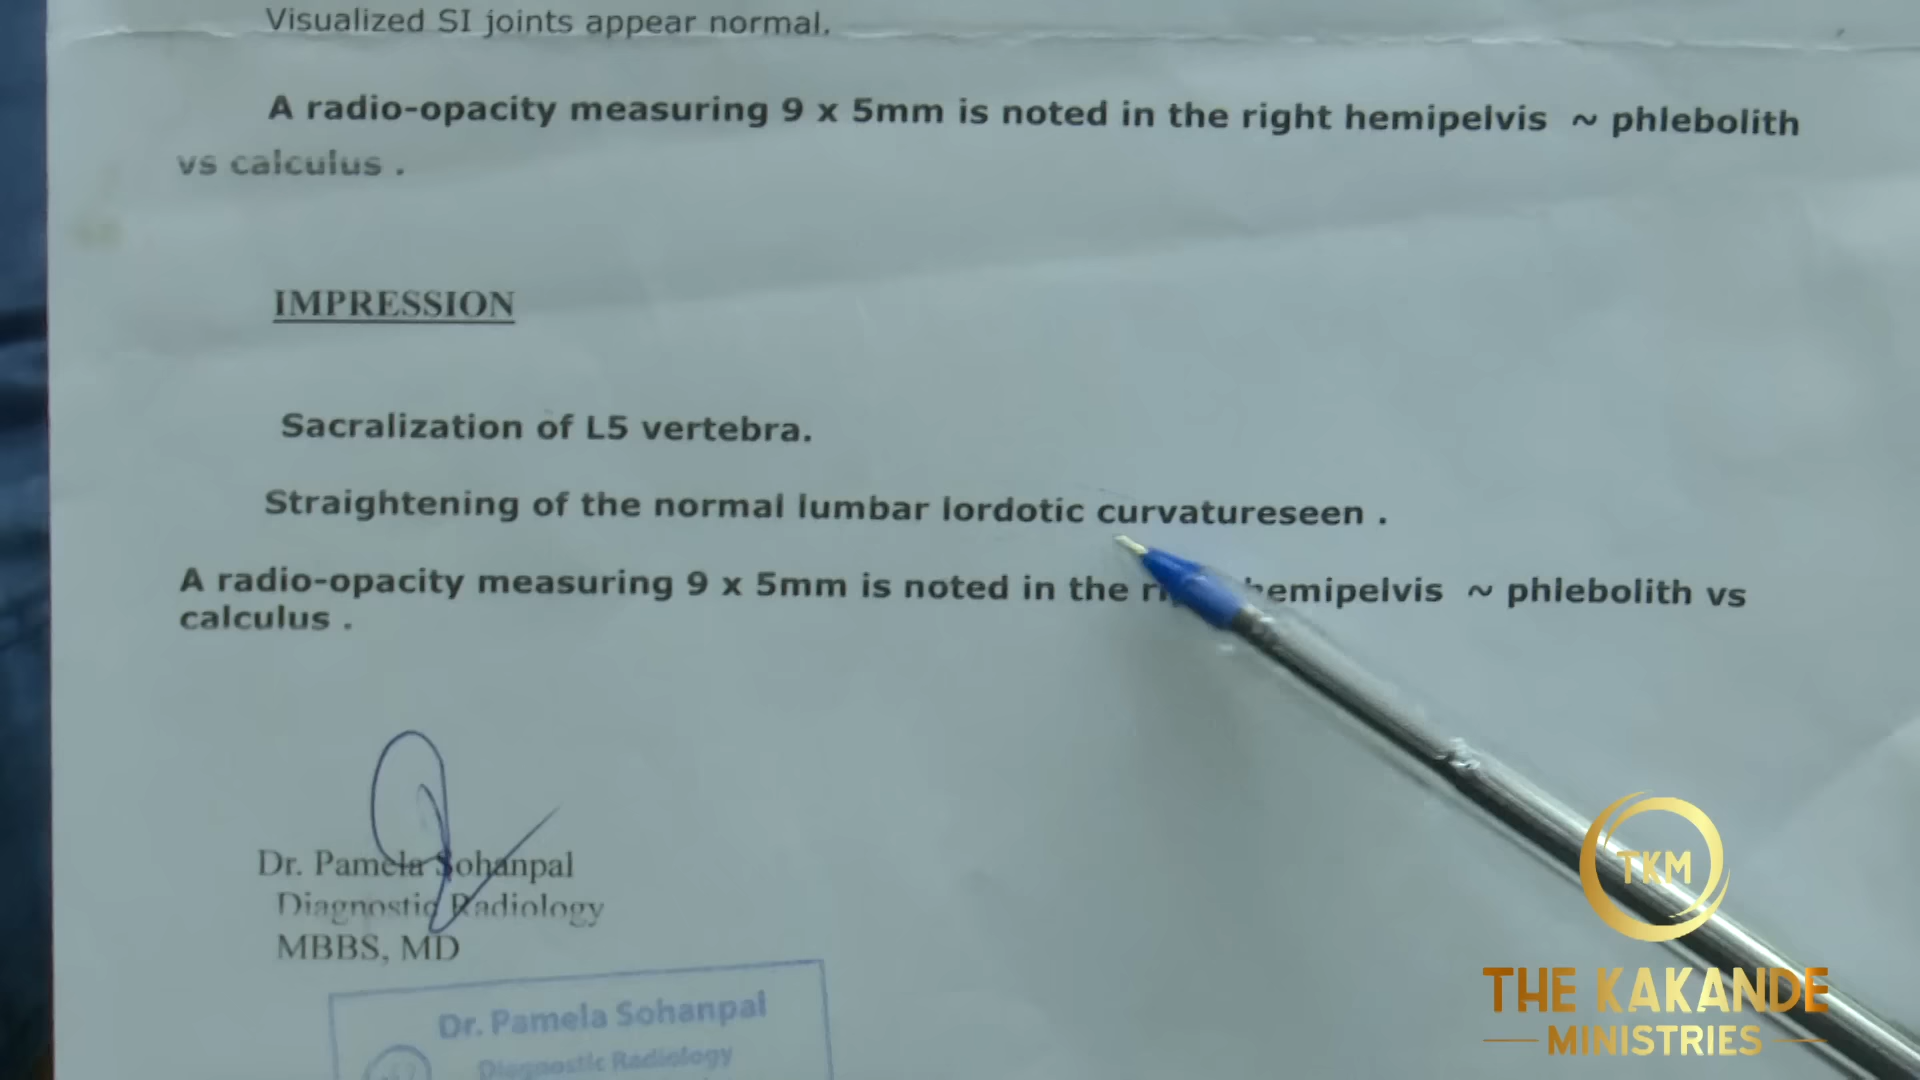 Visualized SI joints appear normal.
A radio-opacity measuring 9 x 5mm is noted in the right hemipelvis ~ phlebolith
vs calculus .
IMPRESSION
Sacralization of L5 vertebra.
Straightening of the normal lumbar lordotic curvatureseen .
A radio-opacity measuring 9 x 5mm is noted in the hemipelvis ~ phlebolith vs
calculus .
Dr. Pamela Sohanpal
Diagnostic Radiology
MBBS, MD
Dr. Pamela Sohanpal
Diagnostic Radiology
TKM
THE KAKANDE
MINISTRIES